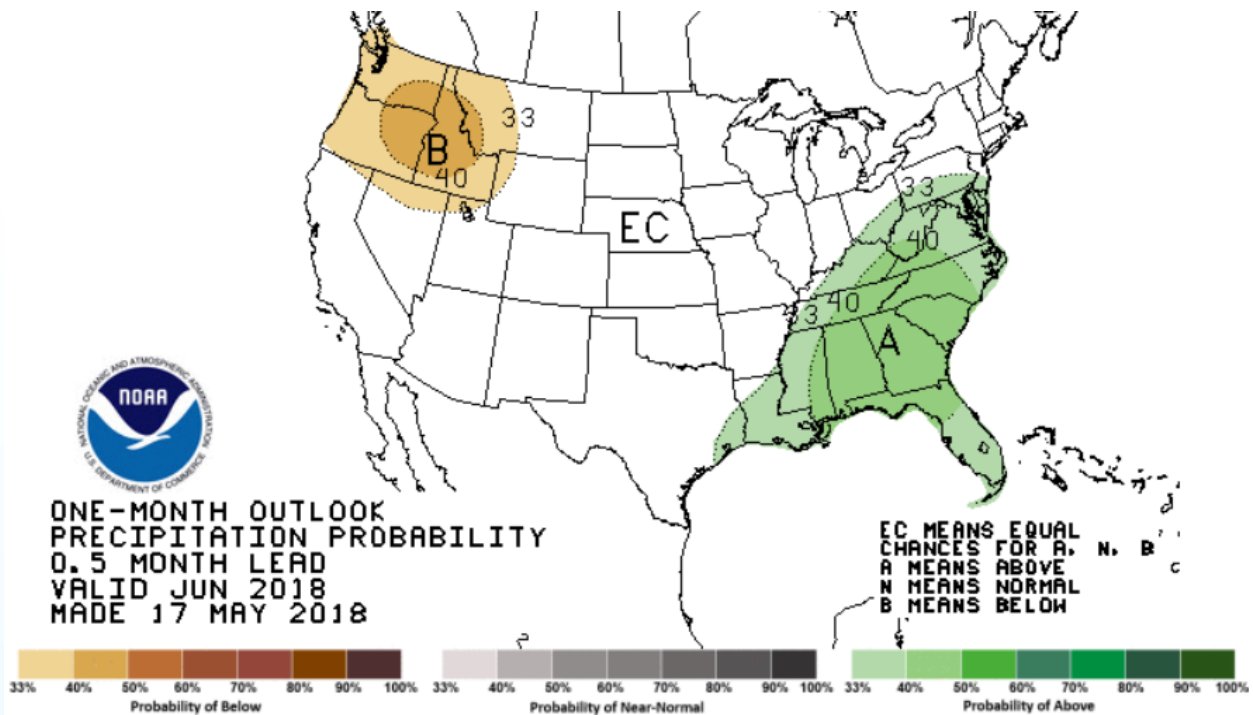 33
B
40
EC
33
40
40
33
A
NATIONAL OCEANIC AND ATMOSPHERIC ADMINISTRATION
NOAA
U.S. DEPARTMENT OF COMMERCE
ONE-MONTH OUTLOOK
PRECIPITATION PROBABILITY
0.5 MONTH LEAD
VALID JUN 2018
MADE 17 MAY 2018
EC MEANS EQUAL
CHANCES FOR A, N, B
A MEANS ABOVE
N MEANS NORMAL
B MEANS BELOW
33% 40% 50% 60% 70% 80% 90% 100%
Probability of Below
33% 40% 50% 60% 70% 80% 90% 100%
Probability of Near-Normal
33% 40% 50% 60% 70% 80% 90% 100%
Probability of Above